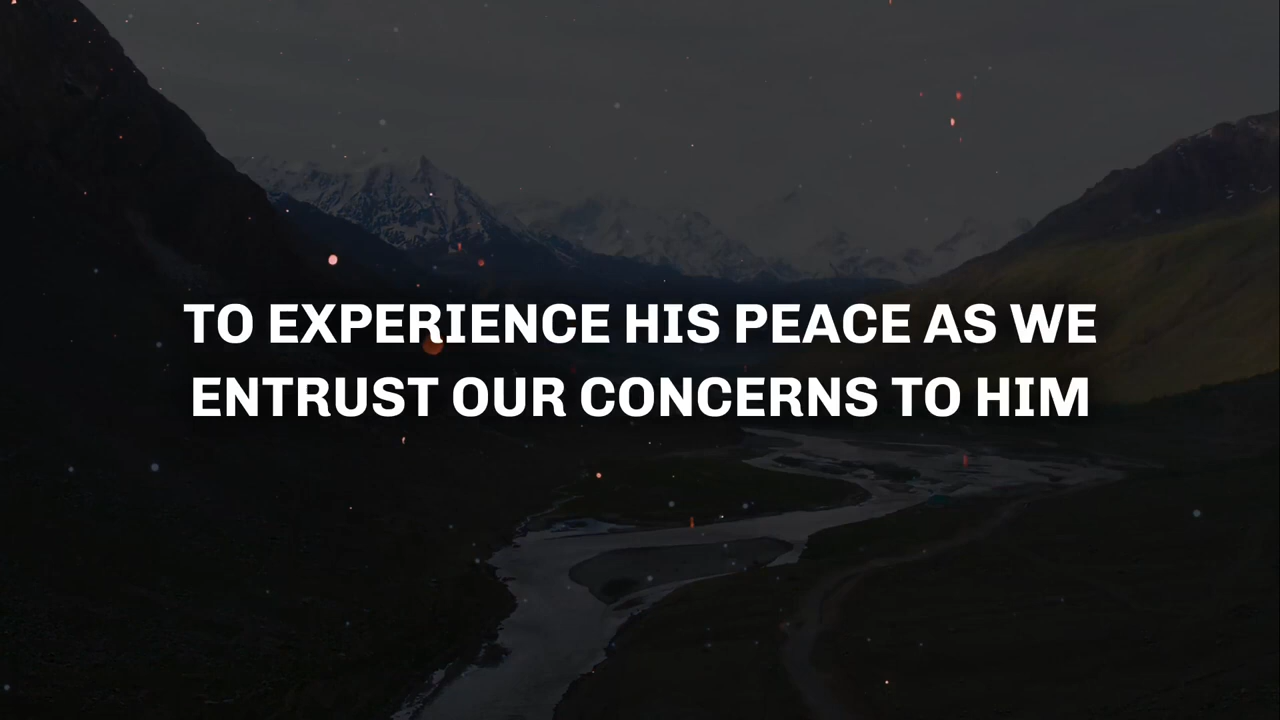 TO EXPERIENCE HIS PEACE AS WE
ENTRUST OUR CONCERNS TO HIM